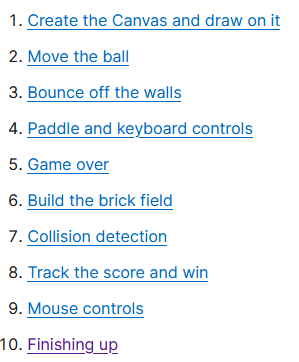 1. Create the Canvas and draw on it
2. Move the ball
3. Bounce off the walls
4. Paddle and keyboard controls
5. Game over
6. Build the brick field
7. Collision detection
8. Track the score and win
9. Mouse controls
10. Finishing up